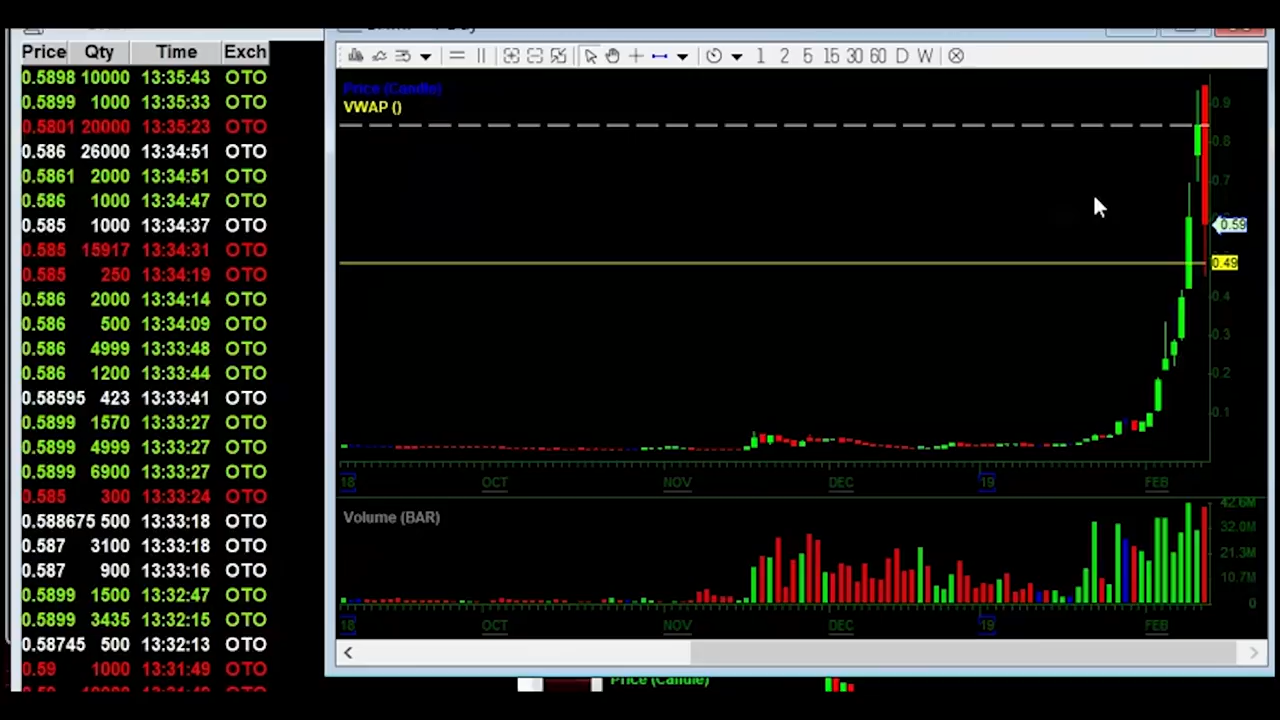 Price Qty Time Exch
0.5898 10000 13:35:43 OTO
0.5899 1000 13:35:33 OTO
0.5801 20000 13:35:23 OTO
0.586 26000 13:34:51 OTO
0.5861 2000 13:34:51 OTO
0.586 1000 13:34:47 OTO
0.585 1000 13:34:37 OTO
0.585 15917 13:34:31 OTO
0.585 250 13:34:19 OTO
0.586 2000 13:34:14 OTO
0.586 500 13:34:09 OTO
0.586 4999 13:33:48 OTO
0.586 1200 13:33:44 OTO
0.58595 423 13:33:41 OTO
0.5899 1570 13:33:27 OTO
0.5899 4999 13:33:27 OTO
0.5899 6900 13:33:27 OTO
0.585 300 13:33:24 OTO
0.588675 500 13:33:18 OTO
0.587 3100 13:33:18 OTO
0.587 900 13:33:16 OTO
0.5899 1500 13:32:47 OTO
0.5899 3435 13:32:15 OTO
0.58745 500 13:32:13 OTO
0.59 1000 13:31:49 OTO
1 2 5 15 30 60 D W
Price (Candle)
VWAP ()
0.9
0.8
0.7
0.59
0.49
0.4
0.3
0.2
0.1
18 OCT NOV DEC 19 FEB
Volume (BAR)
42.6M
32.0M
21.3M
10.7M
0
18 OCT NOV DEC 19 FEB
Price (Candle)